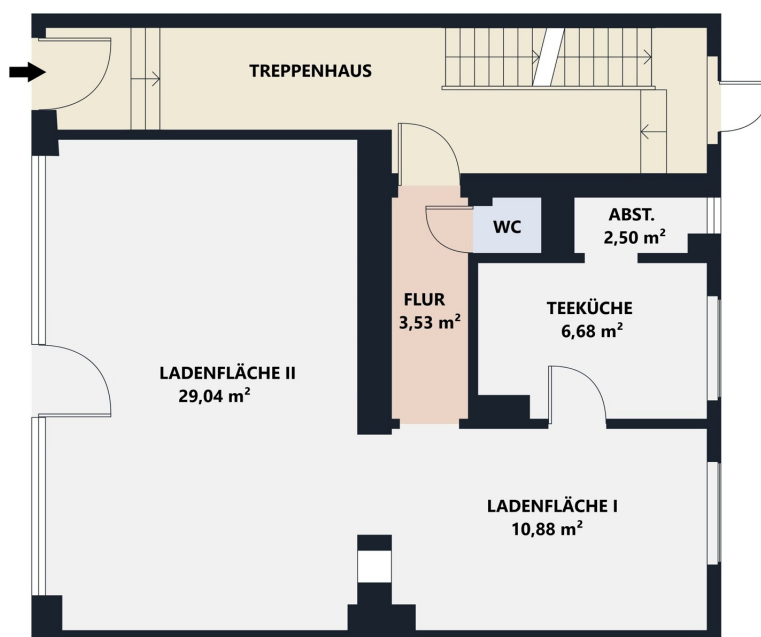 TREPPENHAUS
WC
ABST.
2,50 m²
FLUR
3,53 m²
TEEKÜCHE
6,68 m²
LADENFLÄCHE II
29,04 m²
LADENFLÄCHE I
10,88 m²